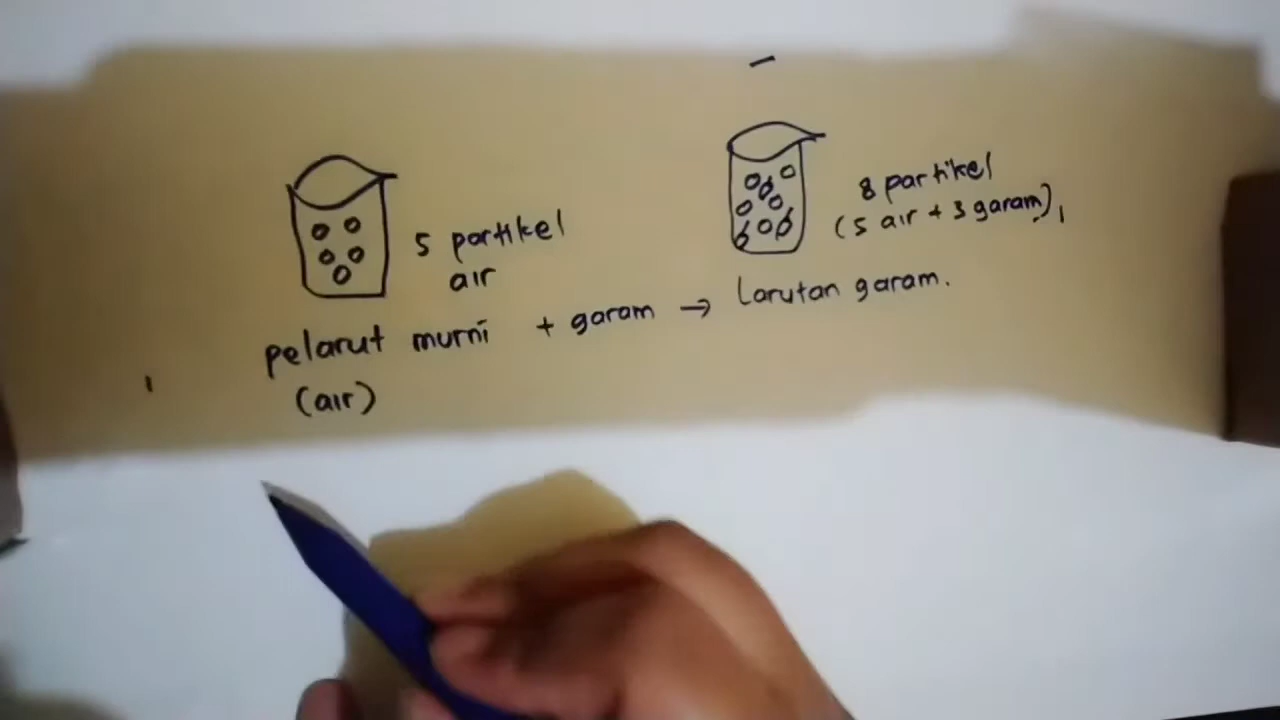 5 partikel
air
8 partikel
(5 air + 3 garam)
pelarut murni + garam → larutan garam.
(air)